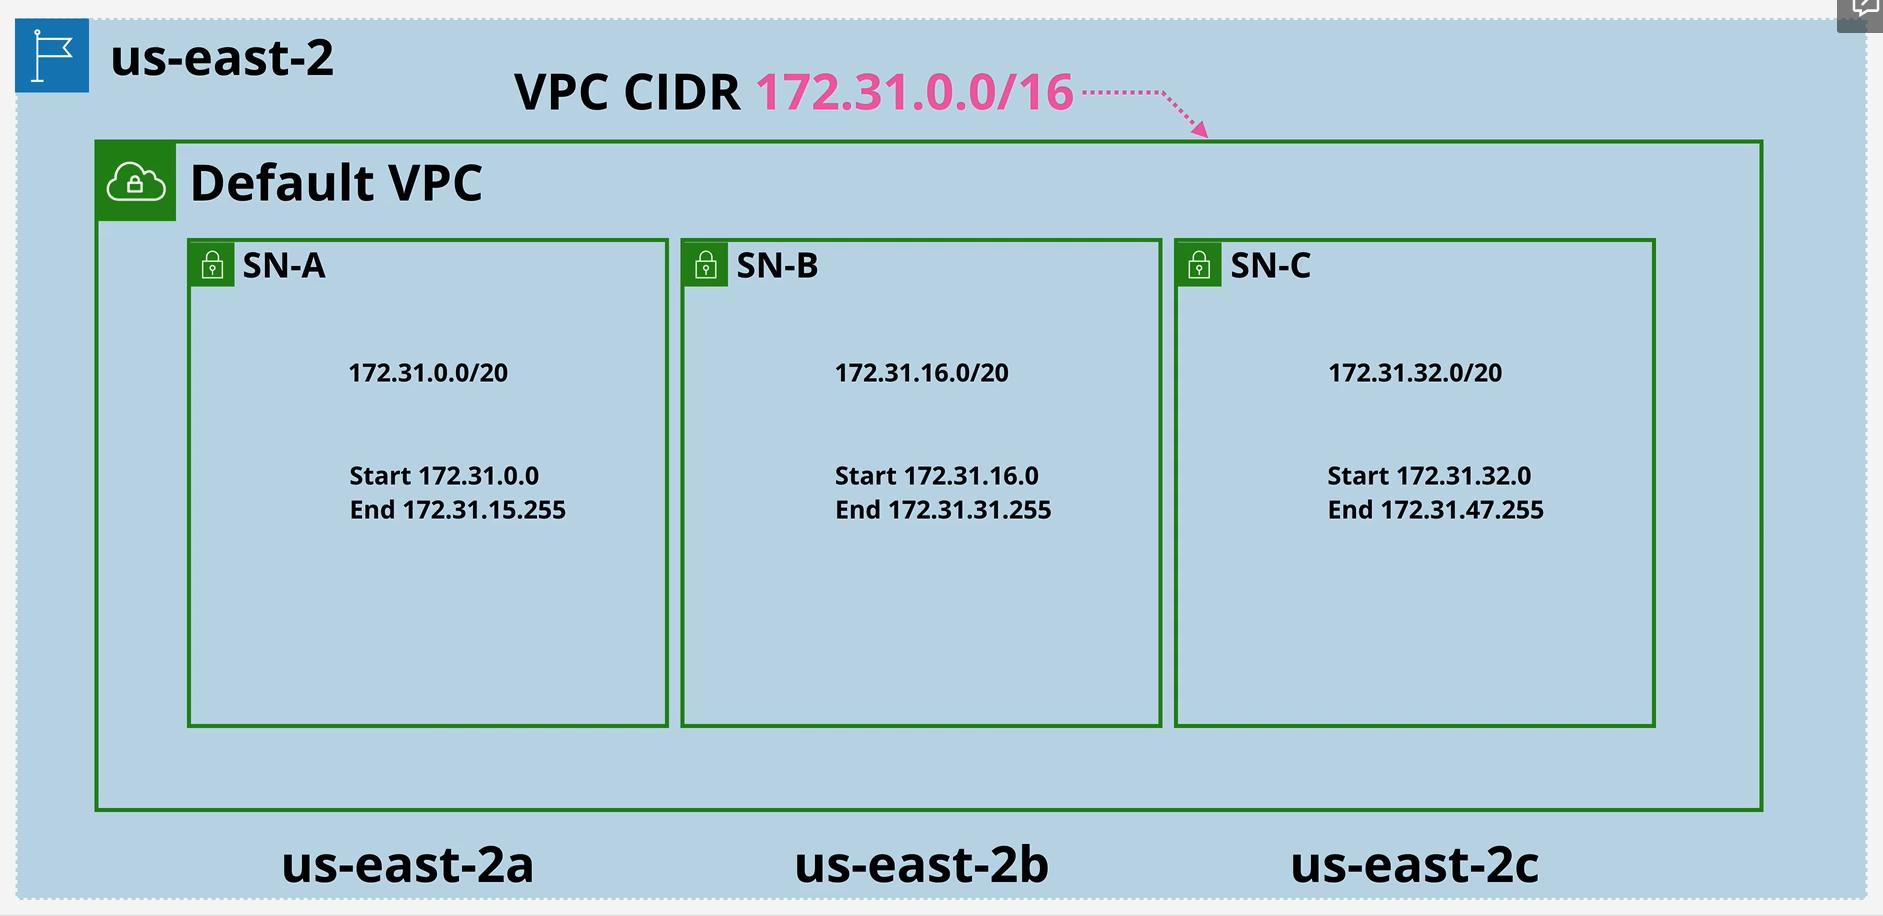 us-east-2
VPC CIDR 172.31.0.0/16
Default VPC
SN-A
172.31.0.0/20
Start 172.31.0.0
End 172.31.15.255
SN-B
172.31.16.0/20
Start 172.31.16.0
End 172.31.31.255
SN-C
172.31.32.0/20
Start 172.31.32.0
End 172.31.47.255
us-east-2a
us-east-2b
us-east-2c